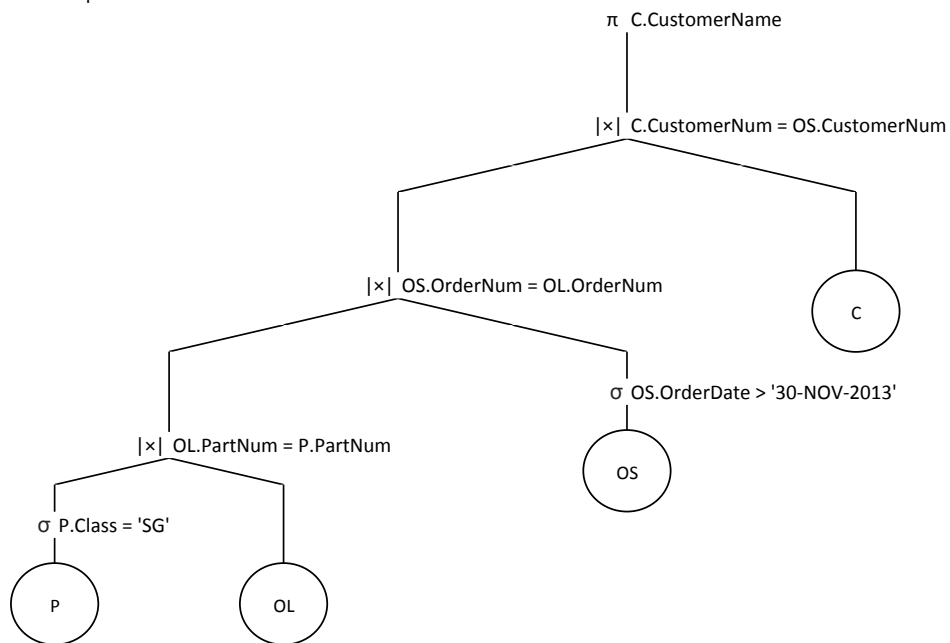 π C.CustomerName
|×| C.CustomerNum = OS.CustomerNum
|×| OS.OrderNum = OL.OrderNum
C
σ OS.OrderDate > '30-NOV-2013'
|×| OL.PartNum = P.PartNum
OS
σ P.Class = 'SG'
P
OL